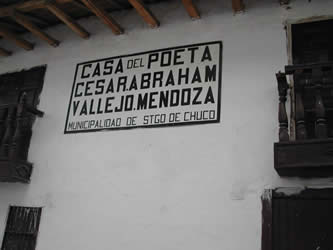 CASA DEL POETA
CESAR.ABRAHAM
VALLEJO.MENDOZA
MUNICIPALIDAD DE STGO DE CHUCO